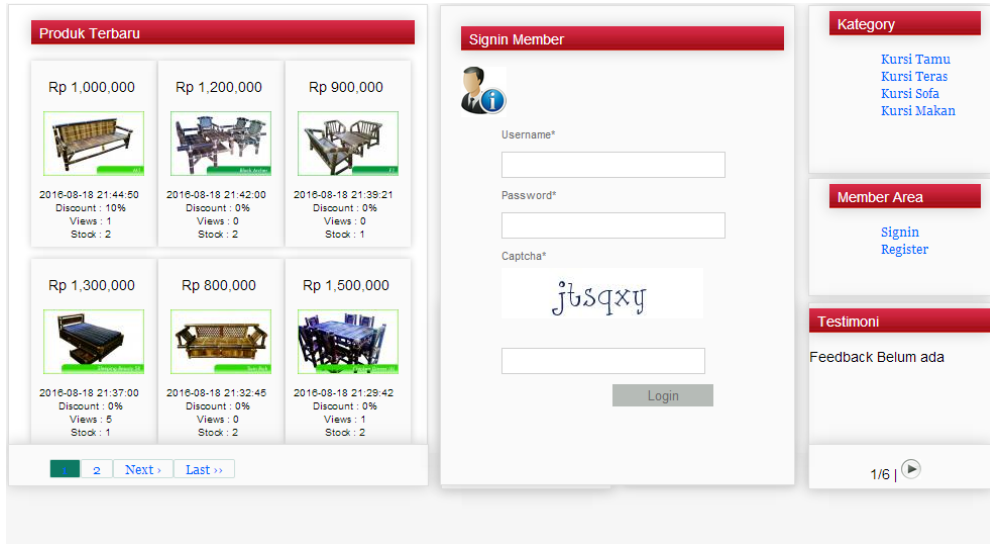 Produk Terbaru
Rp 1,000,000
Rp 1,200,000
Rp 900,000
2016-08-18 21:44:50
Discount : 10%
Views : 1
Stock : 2
2016-08-18 21:42:00
Discount : 0%
Views : 0
Stock : 2
2016-08-18 21:39:21
Discount : 0%
Views : 0
Stock : 1
Rp 1,300,000
Rp 800,000
Rp 1,500,000
2016-08-18 21:37:00
Discount : 0%
Views : 5
Stock : 1
2016-08-18 21:32:45
Discount : 0%
Views : 0
Stock : 2
2016-08-18 21:29:42
Discount : 0%
Views : 1
Stock : 2
1 2 Next › Last ››
Signin Member
Username*
Password*
Captcha*
jtsqxy
Login
Kategory
Kursi Tamu
Kursi Teras
Kursi Sofa
Kursi Makan
Member Area
Signin
Register
Testimoni
Feedback Belum ada
1/6 |